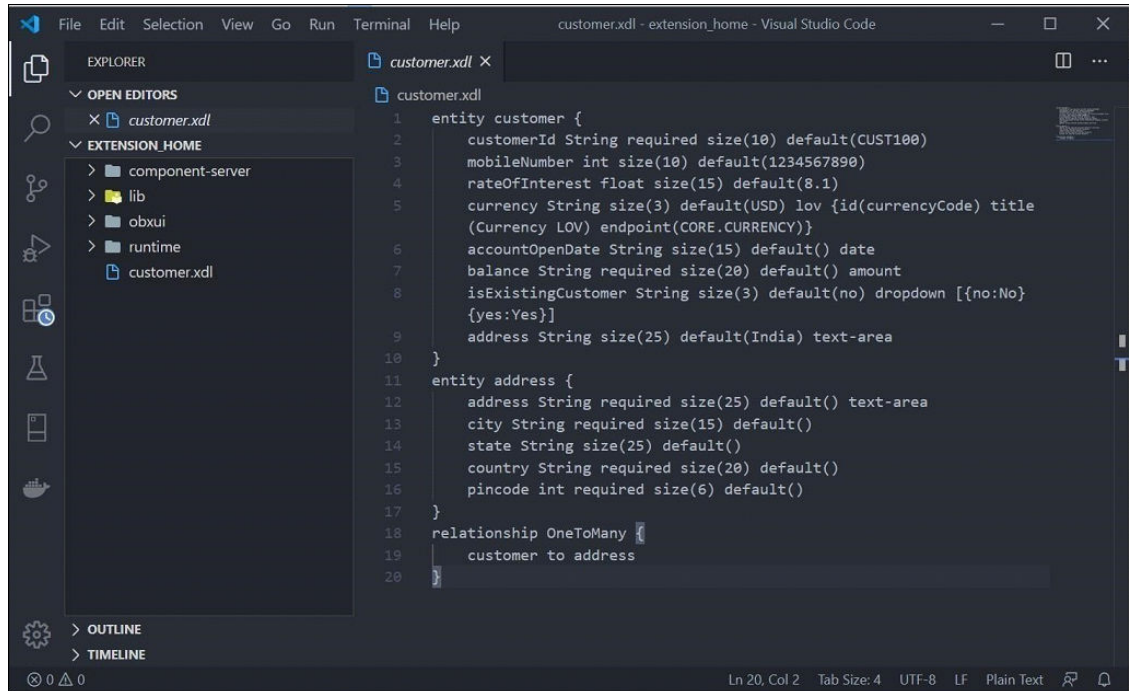 File Edit Selection View Go Run Terminal Help customer.xdl - extension_home - Visual Studio Code
EXPLORER
OPEN EDITORS
customer.xdl
EXTENSION_HOME
component-server
lib
obxui
runtime
customer.xdl
OUTLINE
TIMELINE
customer.xdl
customer.xdl
1 entity customer {
2 customerId String required size(10) default(CUST100)
3 mobileNumber int size(10) default(1234567890)
4 rateOfInterest float size(15) default(8.1)
5 currency String size(3) default(USD) lov {id(currencyCode) title
(Currency LOV) endpoint(CORE.CURRENCY)}
6 accountOpenDate String size(15) default() date
7 balance String required size(20) default() amount
8 isExistingCustomer String size(3) default(no) dropdown [{no:No}
{yes:Yes}]
9 address String size(25) default(India) text-area
10 }
11 entity address {
12 address String required size(25) default() text-area
13 city String required size(15) default()
14 state String size(25) default()
15 country String required size(20) default()
16 pincode int required size(6) default()
17 }
18 relationship OneToMany {
19 customer to address
20 }
0 0 Ln 20, Col 2 Tab Size: 4 UTF-8 LF Plain Text